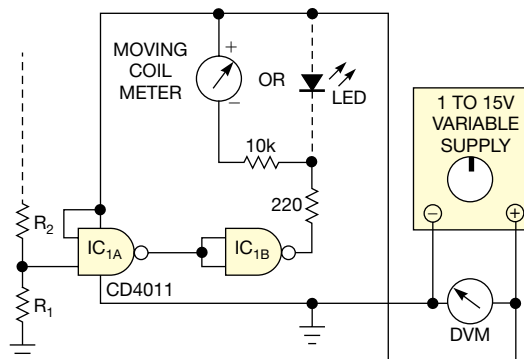 MOVING
COIL
METER
+
−
OR
LED
10k
220
1 TO 15V
VARIABLE
SUPPLY
−
+
R2
IC1A
IC1B
CD4011
R1
DVM